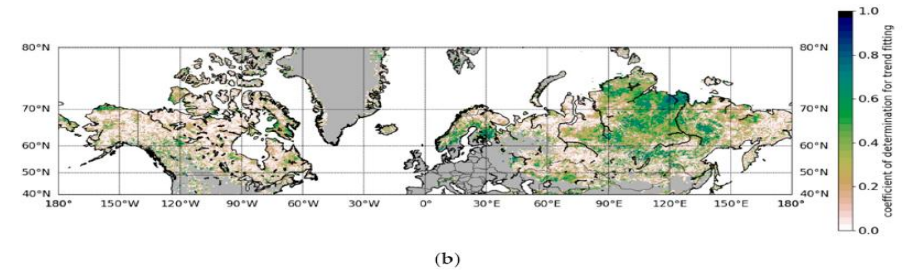 1.0
80°N 80°N
0.8
70°N 70°N
0.6
60°N 60°N
0.4
50°N 50°N
0.2
40°N 40°N
180° 150°W 120°W 90°W 60°W 30°W 0° 30°E 60°E 90°E 120°E 150°E 180°
0.0
coefficient of determination for trend fitting
(b)